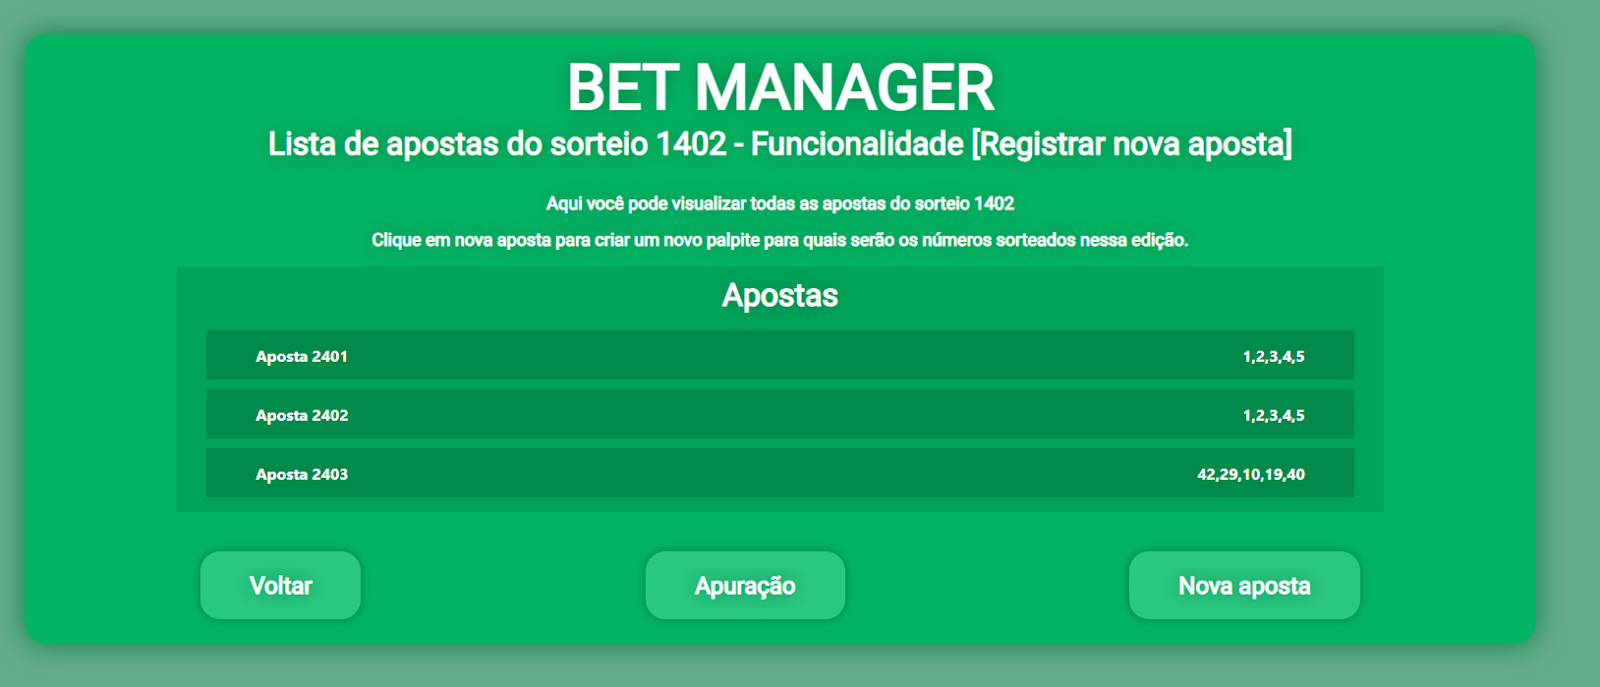 BET MANAGER
Lista de apostas do sorteio 1402 - Funcionalidade [Registrar nova aposta]
Aqui você pode visualizar todas as apostas do sorteio 1402
Clique em nova aposta para criar um novo palpite para quais serão os números sorteados nessa edição.
Apostas
Aposta 2401 1,2,3,4,5
Aposta 2402 1,2,3,4,5
Aposta 2403 42,29,10,19,40
Voltar Apuração Nova aposta